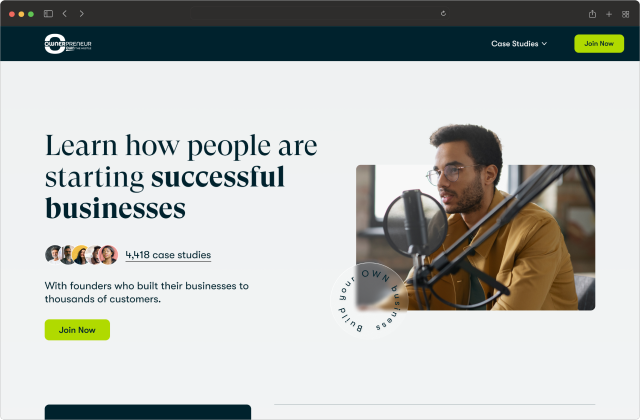 OWNERPRENEUR
Case Studies
Join Now
Learn how people are
starting successful
businesses
4,418 case studies
With founders who built their businesses to
thousands of customers.
Join Now
Build your OWN business